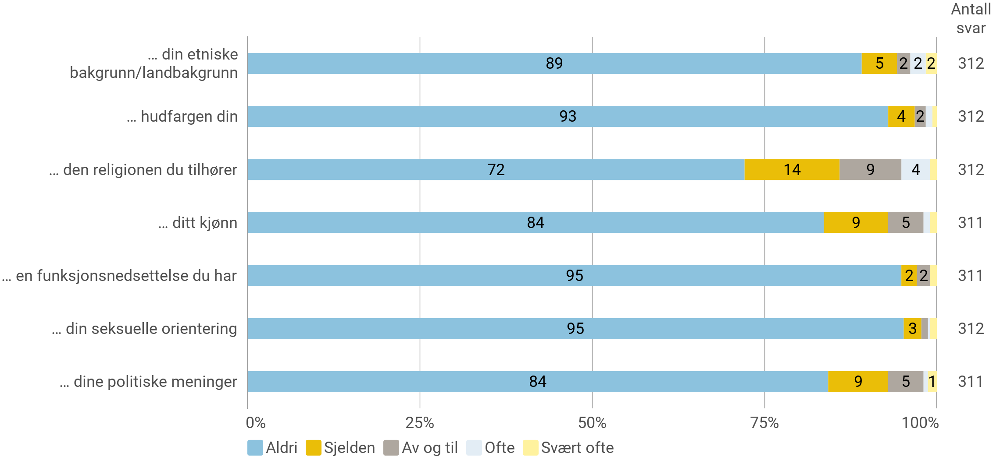 Antall
svar
... din etniske
bakgrunn/landbakgrunn
89 5 2 2 2 312
... hudfargen din 93 4 2 312
... den religionen du tilhører 72 14 9 4 312
... ditt kjønn 84 9 5 311
... en funksjonsnedsettelse du har 95 2 2 311
... din seksuelle orientering 95 3 312
... dine politiske meninger 84 9 5 1 311
0% 25% 50% 75% 100%
Aldri Sjelden Av og til Ofte Svært ofte